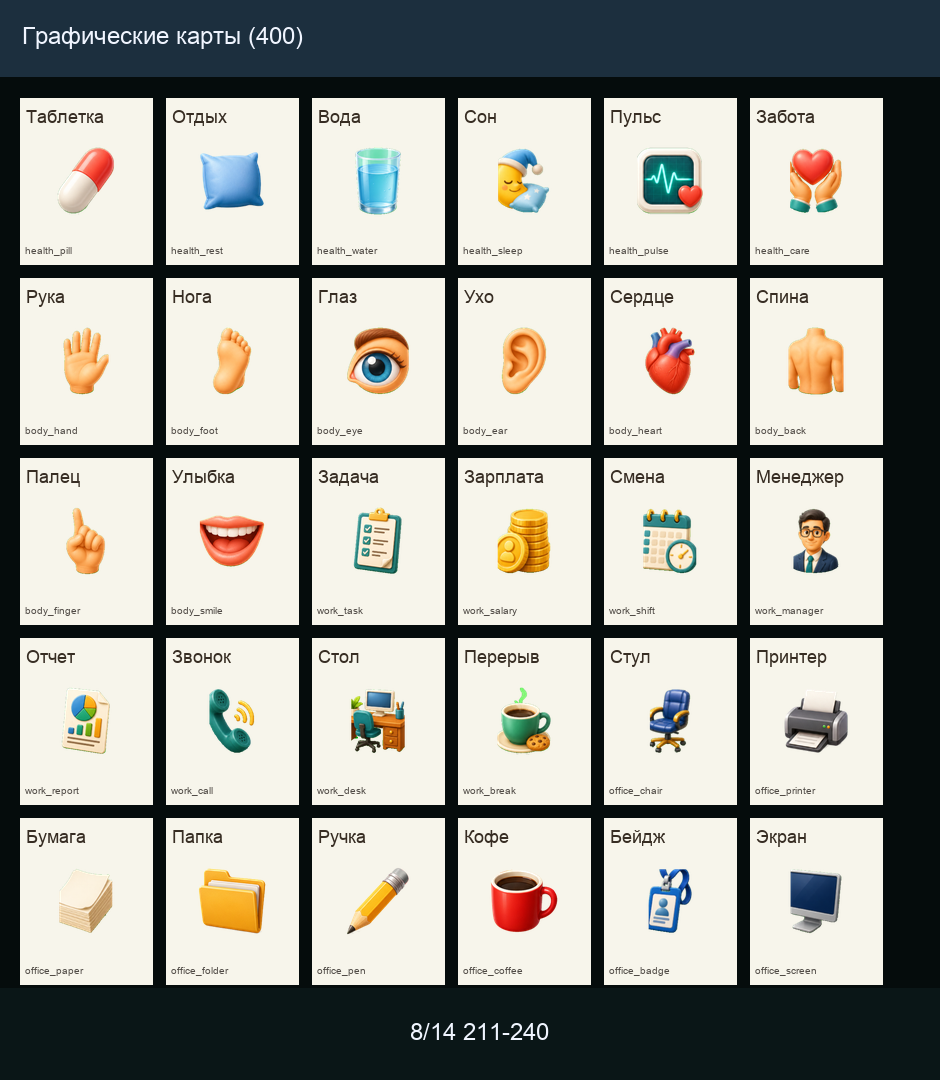 Графические карты (400)
Таблетка
Отдых
Вода
Сон
Пульс
Забота
health_pill
health_rest
health_water
health_sleep
health_pulse
health_care
Рука
Нога
Глаз
Ухо
Сердце
Спина
body_hand
body_foot
body_eye
body_ear
body_heart
body_back
Палец
Улыбка
Задача
Зарплата
Смена
Менеджер
body_finger
body_smile
work_task
work_salary
work_shift
work_manager
Отчет
Звонок
Стол
Перерыв
Стул
Принтер
work_report
work_call
work_desk
work_break
office_chair
office_printer
Бумага
Папка
Ручка
Кофе
Бейдж
Экран
office_paper
office_folder
office_pen
office_coffee
office_badge
office_screen
8/14 211-240